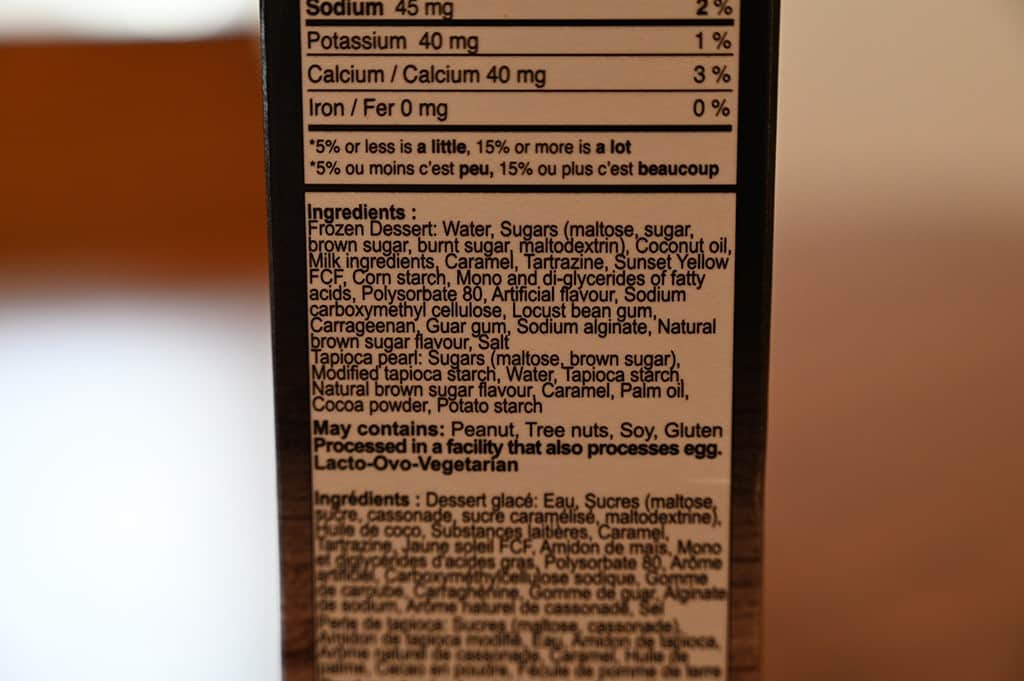 Sodium 45 mg 2 %
Potassium 40 mg 1 %
Calcium / Calcium 40 mg 3 %
Iron / Fer 0 mg 0 %
*5% or less is a little, 15% or more is a lot
*5% ou moins c'est peu, 15% ou plus c'est beaucoup
Ingredients :
Frozen Dessert: Water, Sugars (maltose, sugar,
brown sugar, burnt sugar, maltodextrin), Coconut oil,
Milk ingredients, Caramel, Tartrazine, Sunset Yellow
FCF, Corn starch, Mono and di-glycerides of fatty
acids, Polysorbate 80, Artificial flavour, Sodium
carboxymethyl cellulose, Locust bean gum,
Carrageenan, Guar gum, Sodium alginate, Natural
brown sugar flavour, Salt
Tapioca pearl: Sugars (maltose, brown sugar),
Modified tapioca starch, Water, Tapioca starch,
Natural brown sugar flavour, Caramel, Palm oil,
Cocoa powder, Potato starch
May contains: Peanut, Tree nuts, Soy, Gluten
Processed in a facility that also processes egg.
Lacto-Ovo-Vegetarian
Ingrédients : Dessert glacé: Eau, Sucres (maltose,
sucre, cassonade, sucre caramélisé, maltodextrine),
Huile de coco, Substances laitières, Caramel,
Tartrazine, Jaune soleil FCF, Amidon de maïs, Mono
et diglycérides d'acides gras, Polysorbate 80, Arôme
artificiel, Carboxyméthylcellulose sodique, Gomme
de caroube, Carraghénine, Gomme de guar, Alginate
de sodium, Arôme naturel de cassonade, Sel
Perle de tapioca: Sucres (maltose, cassonade),
Amidon de tapioca modifié, Eau, Amidon de tapioca,
Arôme naturel de cassonade, Caramel, Huile de
palme, Cacao en poudre, Fécule de pomme de terre